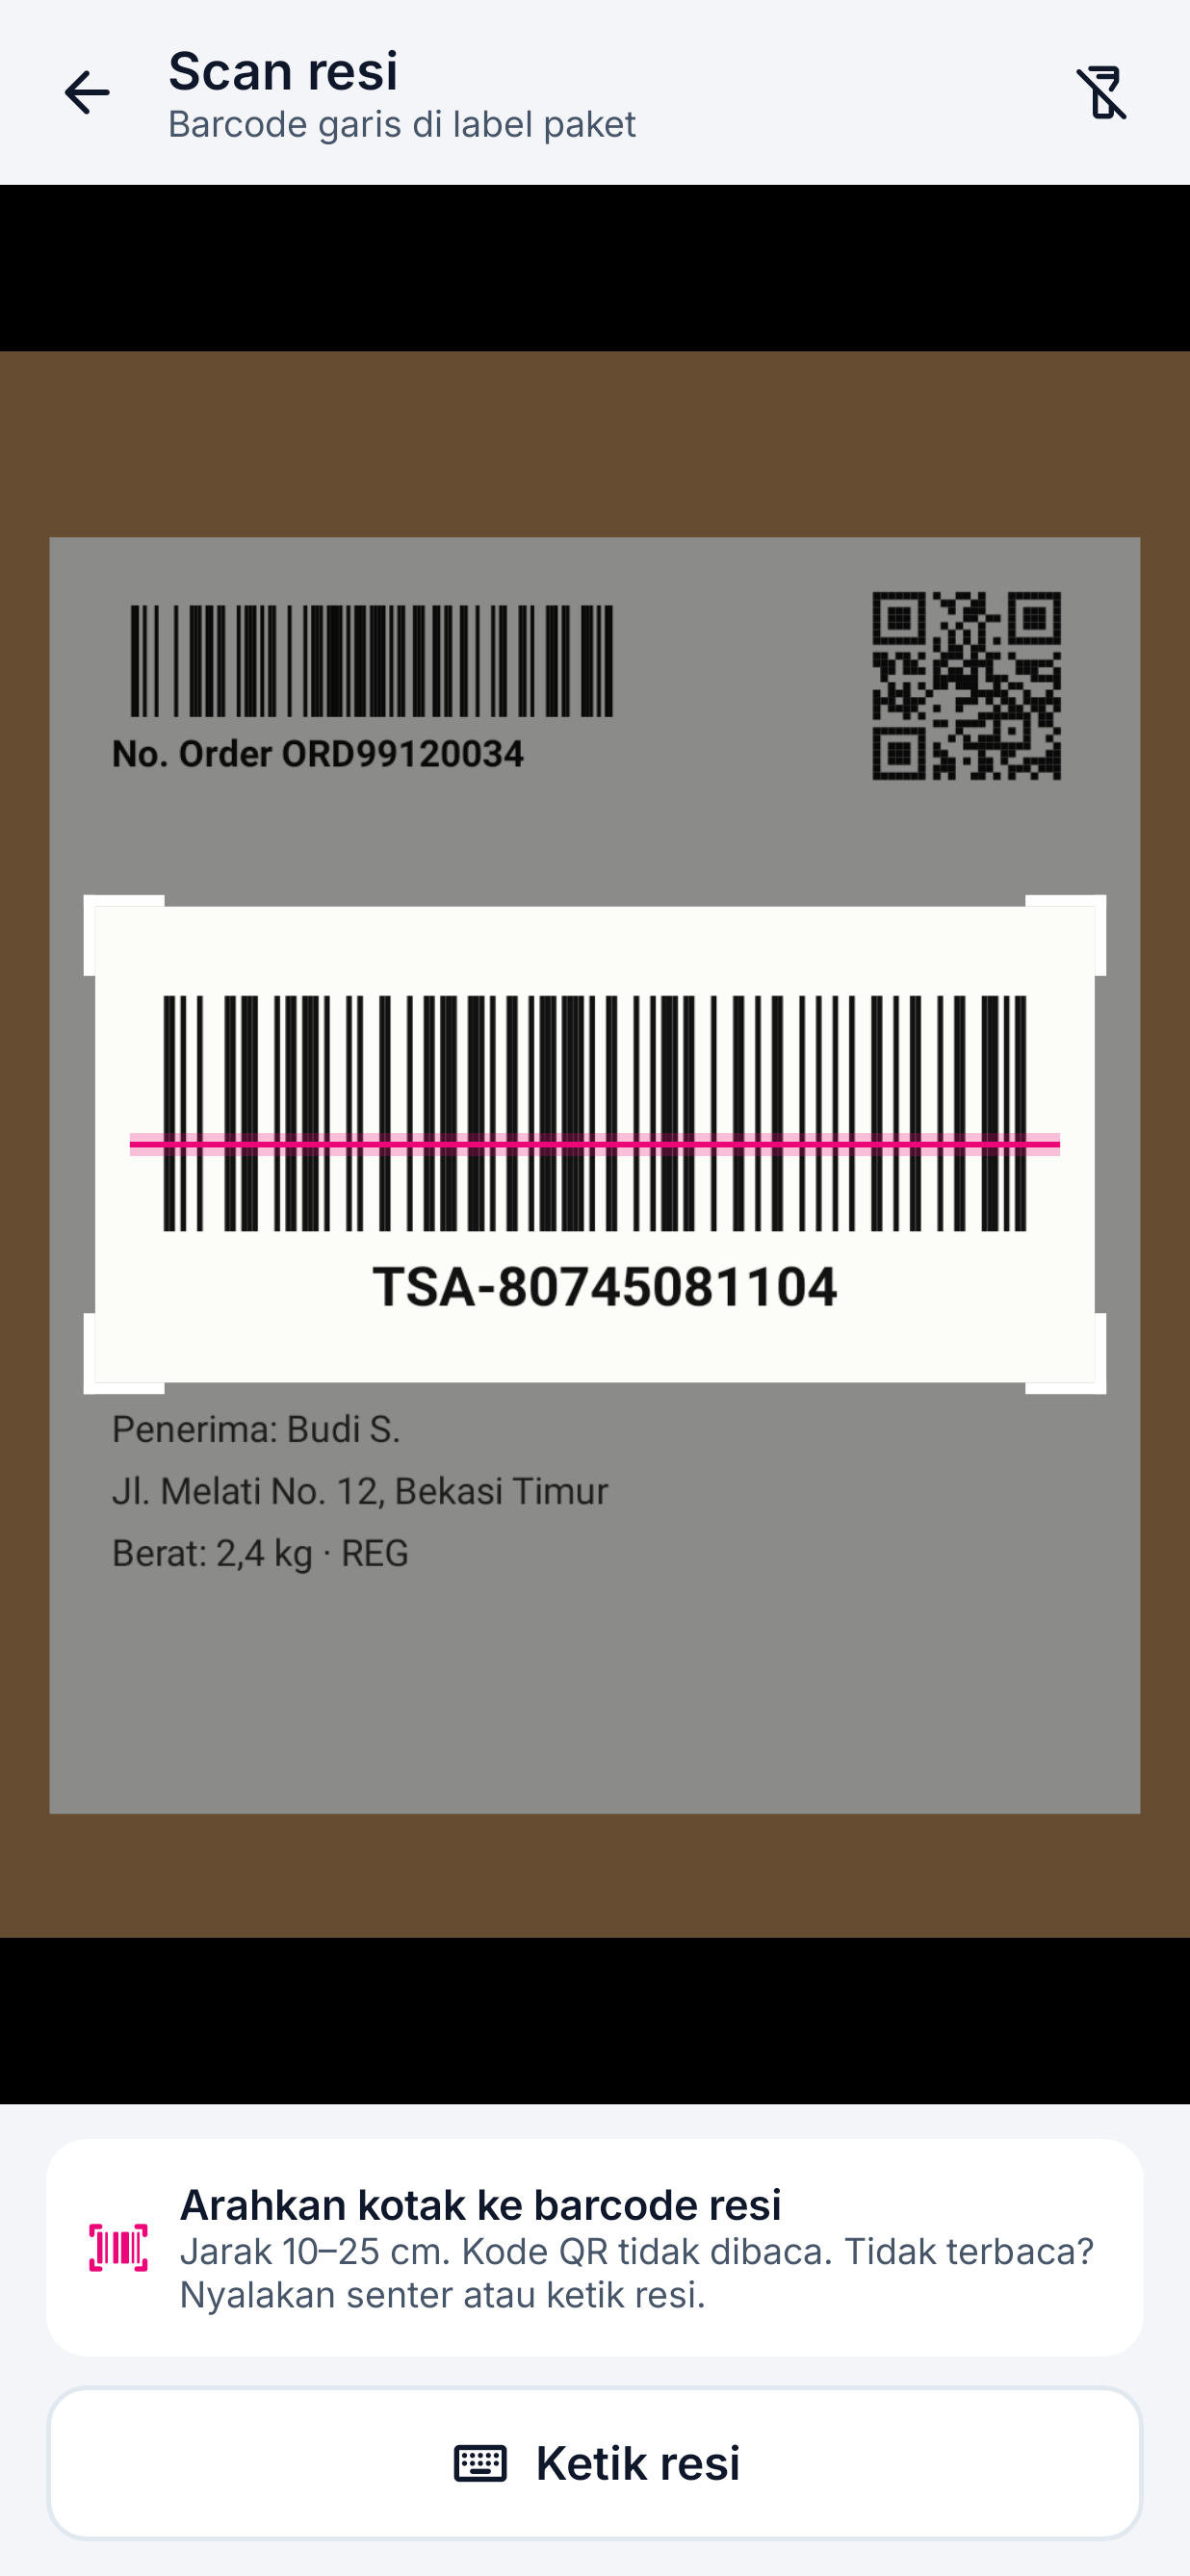 Scan resi
Barcode garis di label paket
No. Order ORD99120034
TSA-80745081104
Penerima: Budi S.
Jl. Melati No. 12, Bekasi Timur
Berat: 2,4 kg · REG
Arahkan kotak ke barcode resi
Jarak 10–25 cm. Kode QR tidak dibaca. Tidak terbaca?
Nyalakan senter atau ketik resi.
Ketik resi